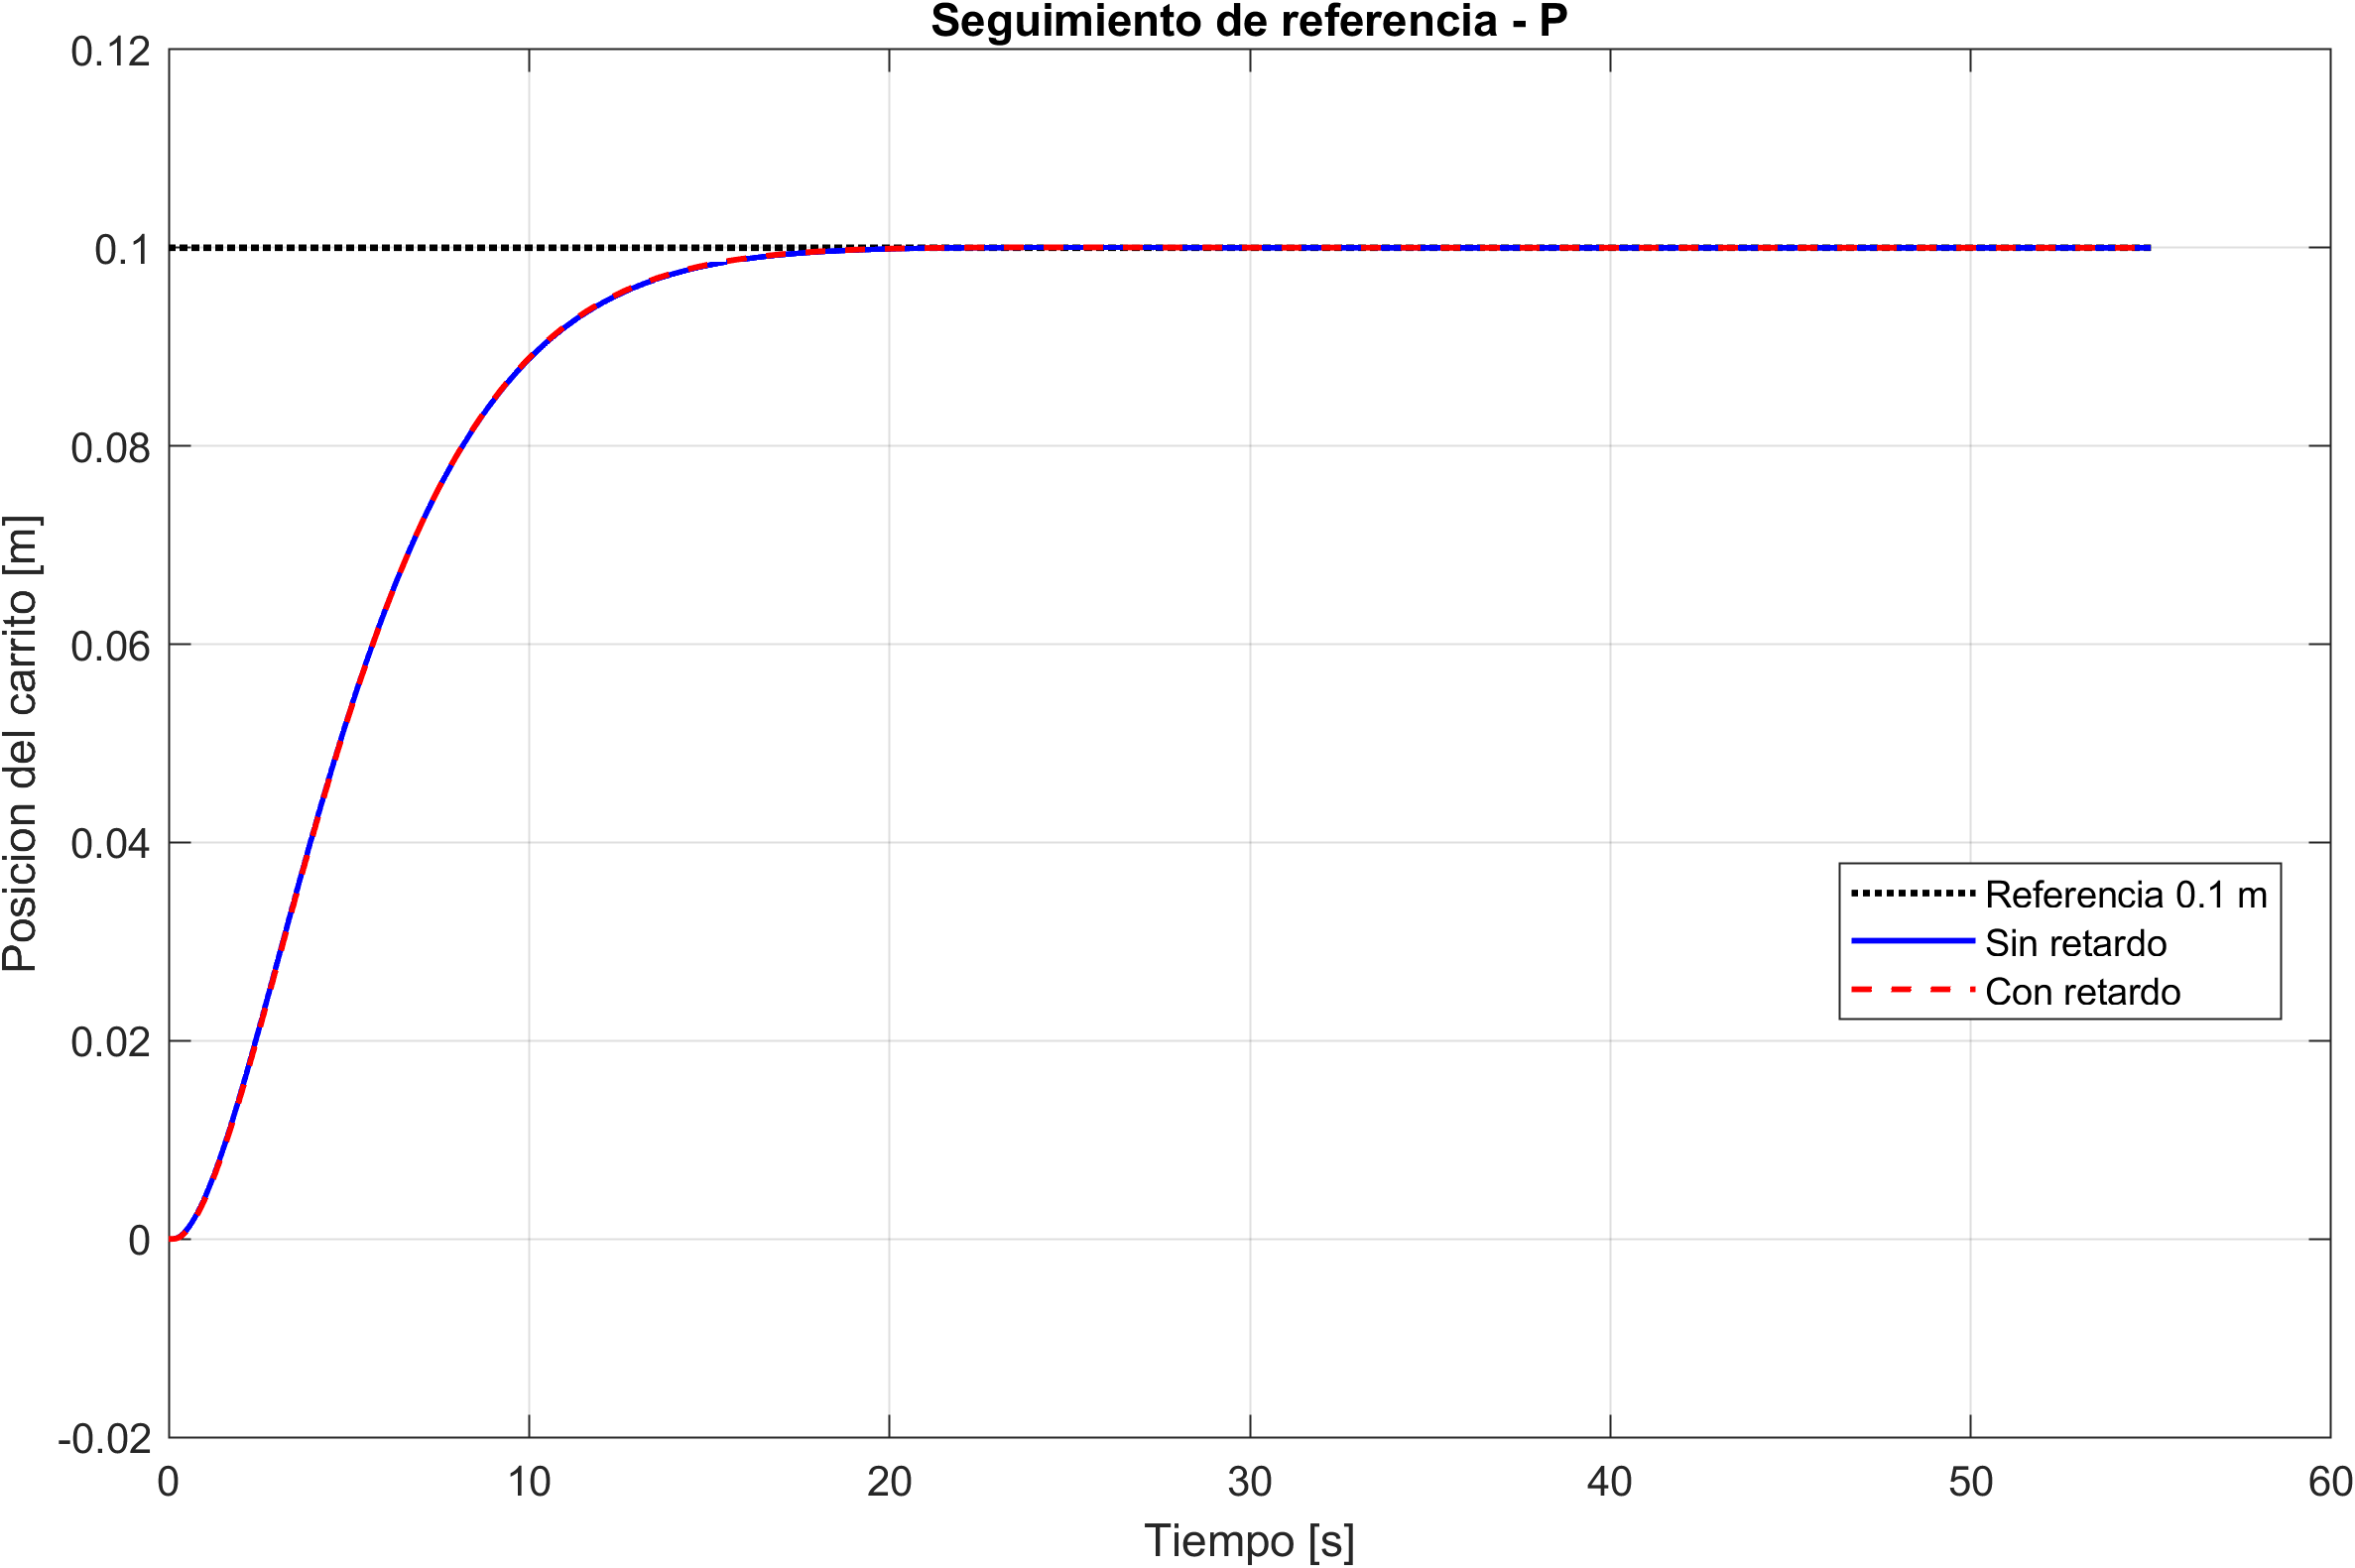 Seguimiento de referencia - P
0.12
0.1
0.08
0.06
0.04
0.02
0
-0.02
Posicion del carrito [m]
Referencia 0.1 m
Sin retardo
Con retardo
0 10 20 30 40 50 60
Tiempo [s]